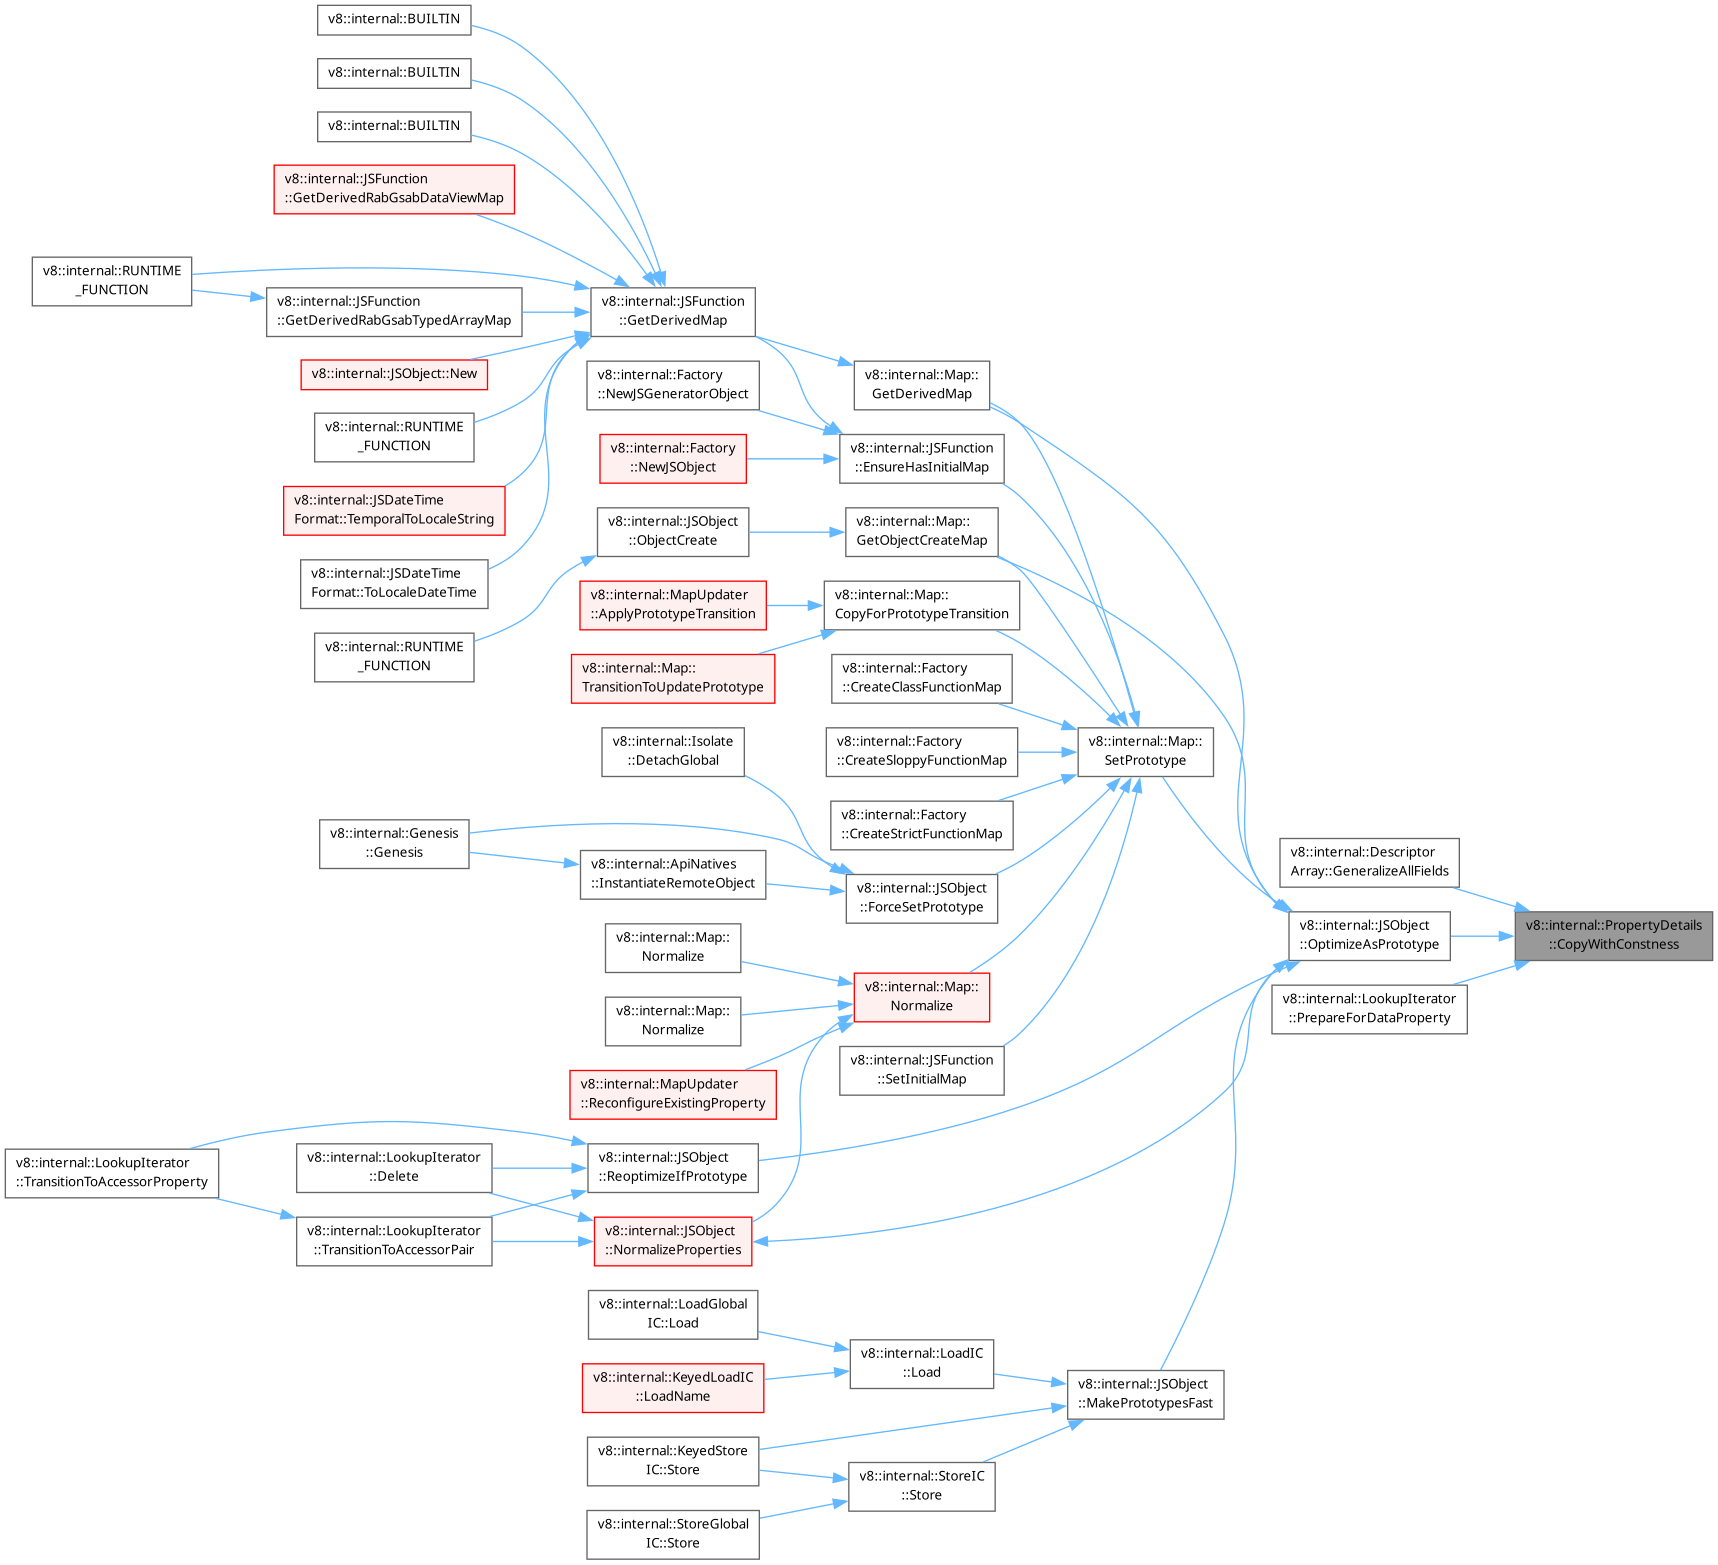 v8::internal::BUILTIN
v8::internal::BUILTIN
v8::internal::BUILTIN
v8::internal::JSFunction
::GetDerivedRabGsabDataViewMap
v8::internal::RUNTIME
_FUNCTION
v8::internal::JSFunction
::GetDerivedRabGsabTypedArrayMap
v8::internal::JSFunction
::GetDerivedMap
v8::internal::JSObject::New
v8::internal::Factory
::NewJSGeneratorObject
v8::internal::Map::
GetDerivedMap
v8::internal::RUNTIME
_FUNCTION
v8::internal::Factory
::NewJSObject
v8::internal::JSFunction
::EnsureHasInitialMap
v8::internal::JSDateTime
Format::TemporalToLocaleString
v8::internal::JSObject
::ObjectCreate
v8::internal::Map::
GetObjectCreateMap
v8::internal::JSDateTime
Format::ToLocaleDateTime
v8::internal::MapUpdater
::ApplyPrototypeTransition
v8::internal::Map::
CopyForPrototypeTransition
v8::internal::RUNTIME
_FUNCTION
v8::internal::Map::
TransitionToUpdatePrototype
v8::internal::Factory
::CreateClassFunctionMap
v8::internal::Isolate
::DetachGlobal
v8::internal::Factory
::CreateSloppyFunctionMap
v8::internal::Map::
SetPrototype
v8::internal::Factory
::CreateStrictFunctionMap
v8::internal::Genesis
::Genesis
v8::internal::ApiNatives
::InstantiateRemoteObject
v8::internal::JSObject
::ForceSetPrototype
v8::internal::Descriptor
Array::GeneralizeAllFields
v8::internal::JSObject
::OptimizeAsPrototype
v8::internal::PropertyDetails
::CopyWithConstness
v8::internal::Map::
Normalize
v8::internal::Map::
Normalize
v8::internal::LookupIterator
::PrepareForDataProperty
v8::internal::Map::
Normalize
v8::internal::JSFunction
::SetInitialMap
v8::internal::MapUpdater
::ReconfigureExistingProperty
v8::internal::LookupIterator
::TransitionToAccessorProperty
v8::internal::LookupIterator
::Delete
v8::internal::JSObject
::ReoptimizeIfPrototype
v8::internal::LookupIterator
::TransitionToAccessorPair
v8::internal::JSObject
::NormalizeProperties
v8::internal::LoadGlobal
IC::Load
v8::internal::LoadIC
::Load
v8::internal::KeyedLoadIC
::LoadName
v8::internal::JSObject
::MakePrototypesFast
v8::internal::KeyedStore
IC::Store
v8::internal::StoreIC
::Store
v8::internal::StoreGlobal
IC::Store